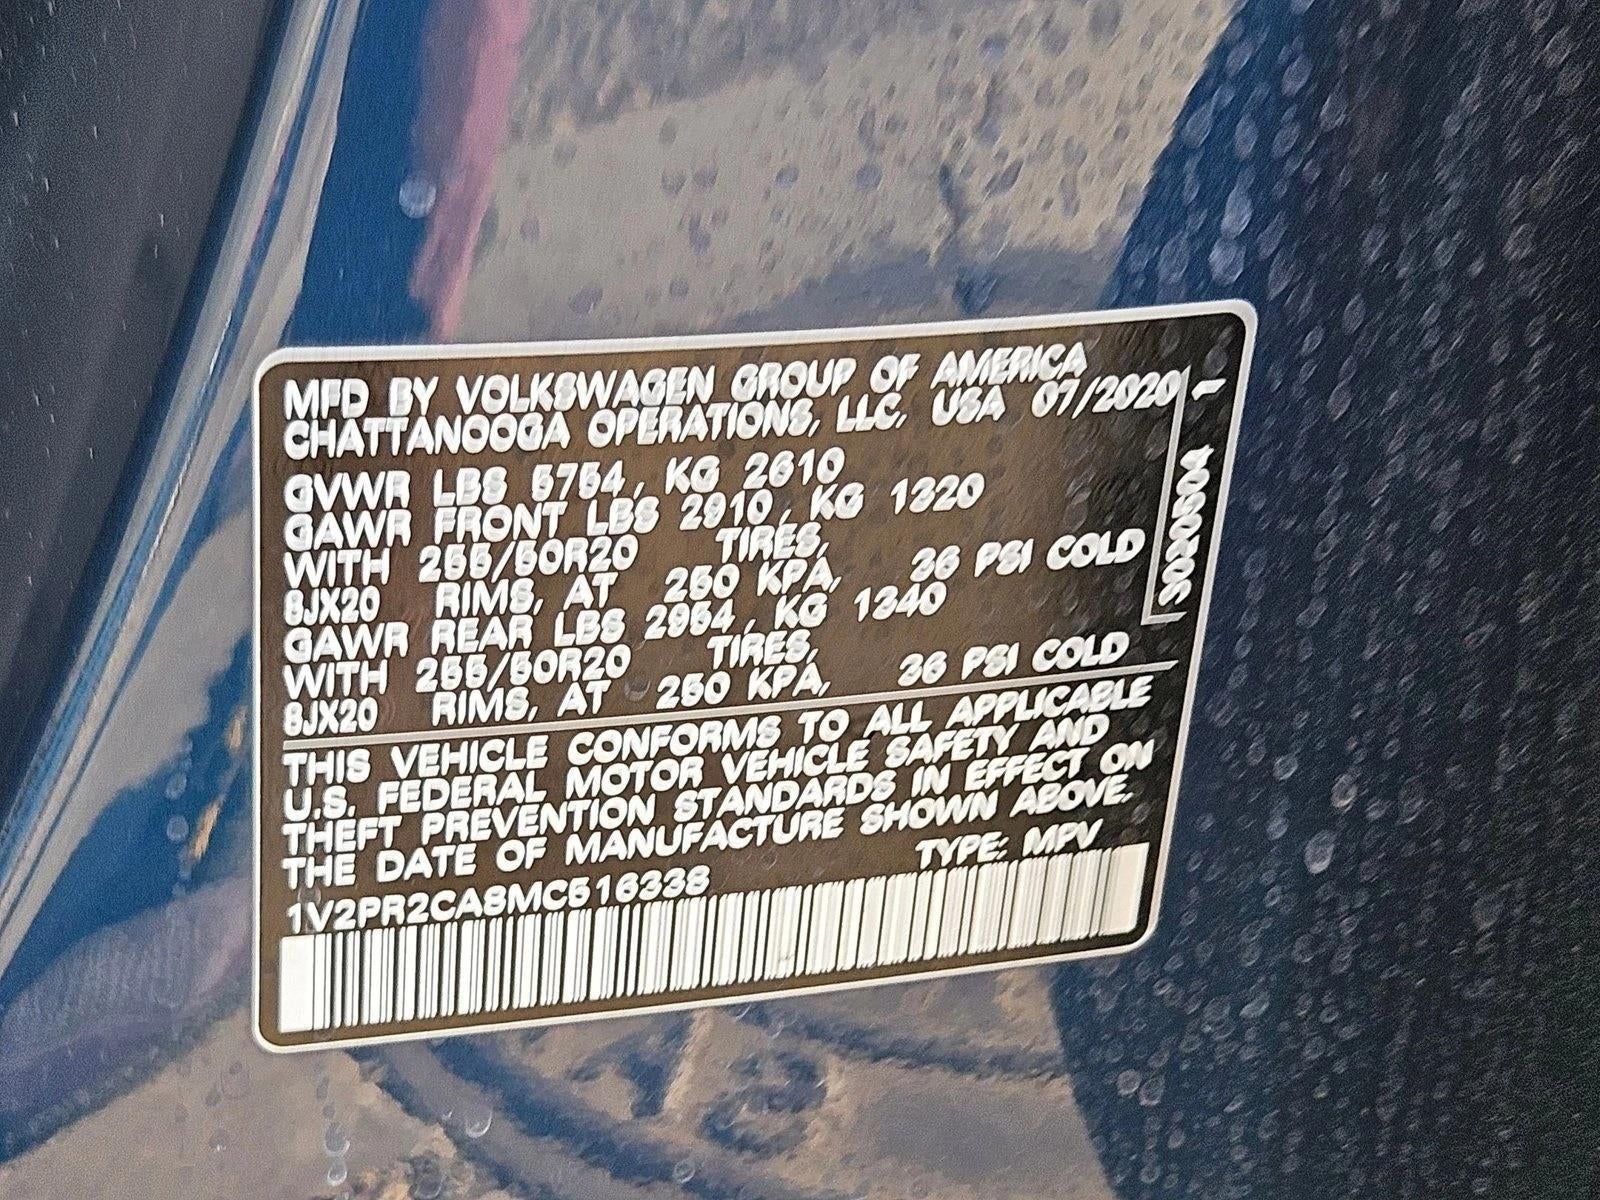 MFD BY VOLKSWAGEN GROUP OF AMERICA
CHATTANOOGA OPERATIONS, LLC, USA 07/2020
GVWR LBS 5754, KG 2610
GAWR FRONT LBS 2910, KG 1320
WITH 255/50R20 TIRES,
8JX20 RIMS, AT 250 KPA, 36 PSI COLD
GAWR REAR LBS 2954, KG 1340
WITH 255/50R20 TIRES,
8JX20 RIMS, AT 250 KPA, 36 PSI COLD
THIS VEHICLE CONFORMS TO ALL APPLICABLE
U.S. FEDERAL MOTOR VEHICLE SAFETY AND
THEFT PREVENTION STANDARDS IN EFFECT ON
THE DATE OF MANUFACTURE SHOWN ABOVE.
TYPE: MPV
1V2PR2CA8MC516338
1